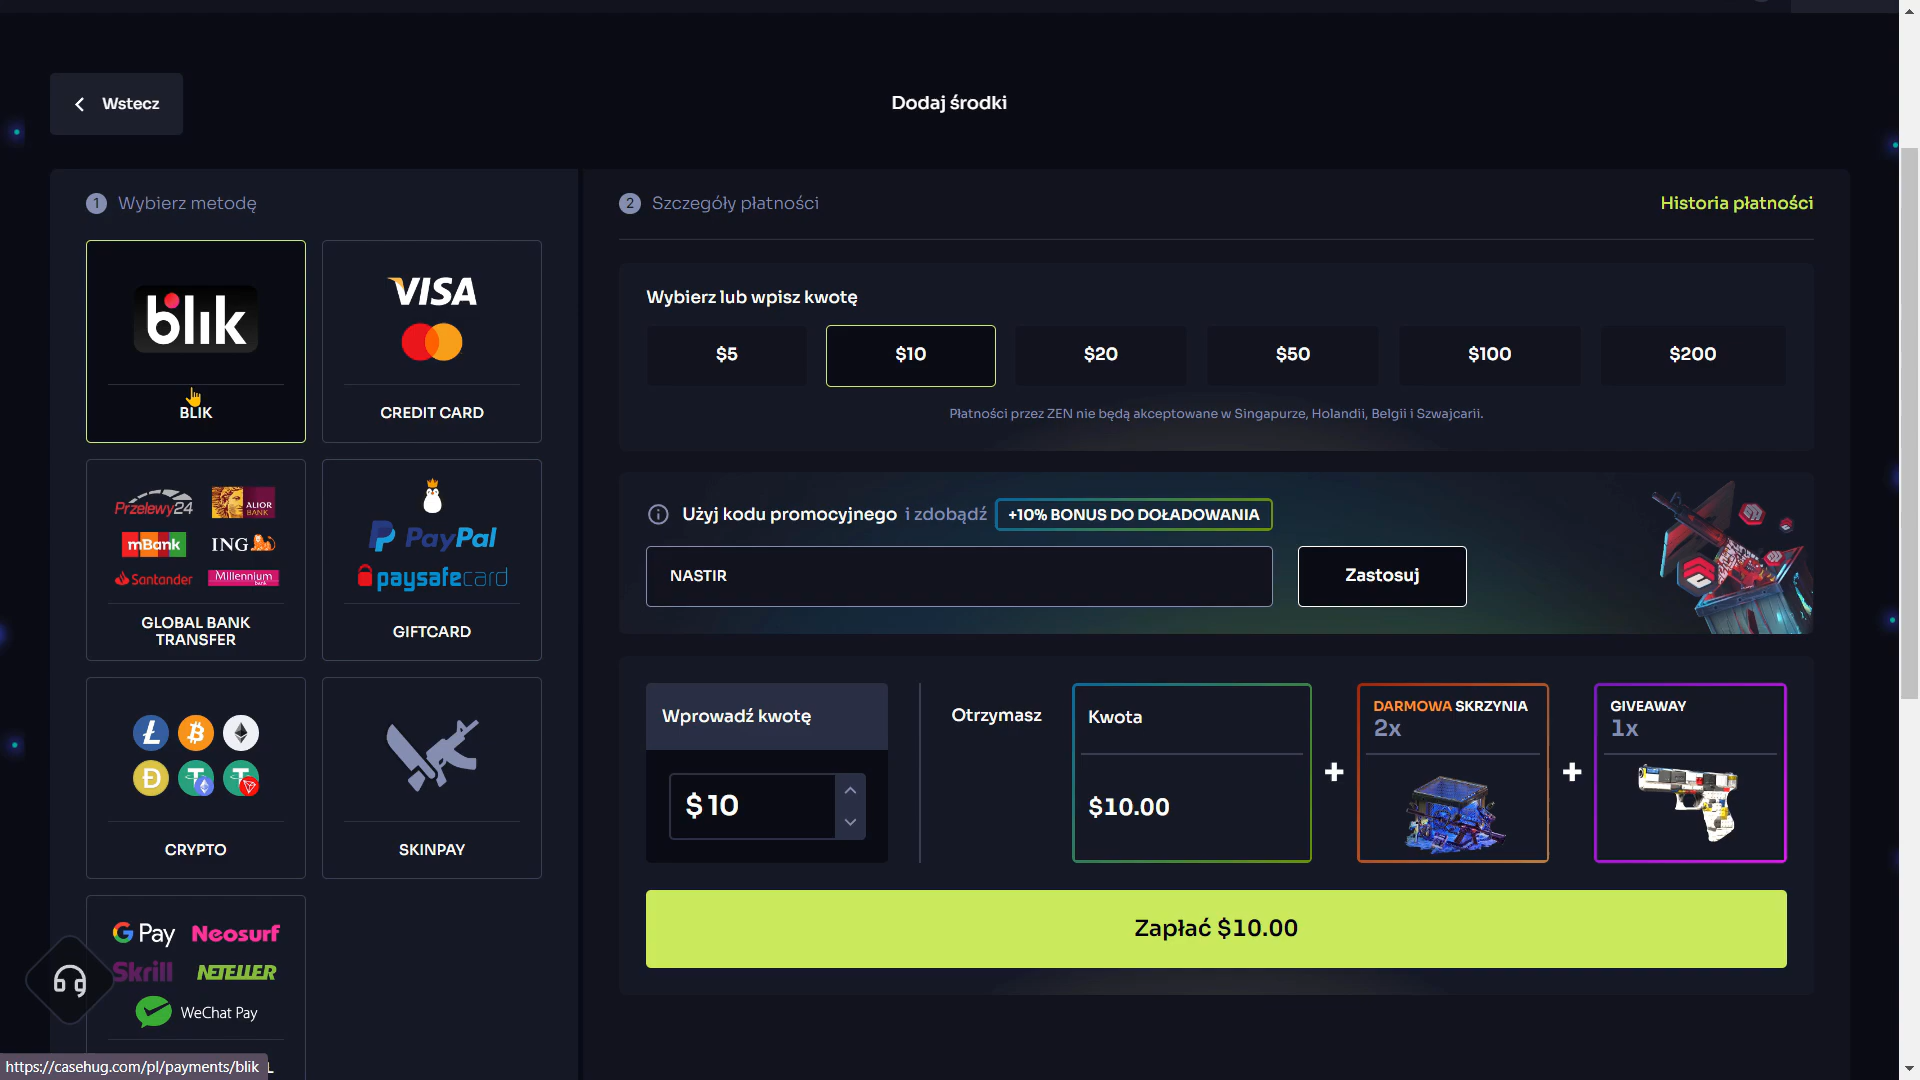 Wstecz
Dodaj środki
1 Wybierz metodę
blik
BLIK
VISA
CREDIT CARD
Przelewy24
ALIOR
BANK
mBank
ING
Santander
Millennium
bank
GLOBAL BANK
TRANSFER
PayPal
paysafecard
GIFTCARD
CRYPTO
SKINPAY
G Pay
Neosurf
Skrill
NETELLER
WeChat Pay
2 Szczegóły płatności
Historia płatności
Wybierz lub wpisz kwotę
$5
$10
$20
$50
$100
$200
Płatności przez ZEN nie będą akceptowane w Singapurze, Holandii, Belgii i Szwajcarii.
Użyj kodu promocyjnego i zdobądź +10% BONUS DO DOŁADOWANIA
NASTIR
Zastosuj
Wprowadź kwotę
$ 10
Otrzymasz
Kwota
$10.00
+
DARMOWA SKRZYNIA
2x
+
GIVEAWAY
1x
Zapłać $10.00
https://casehug.com/pl/payments/blik